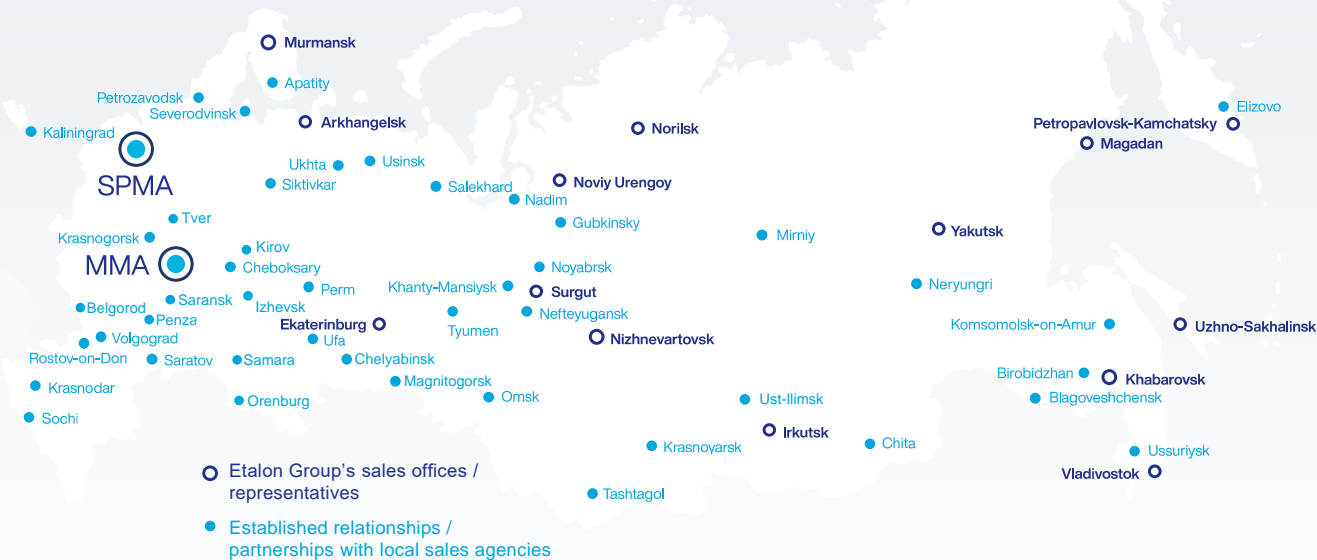 Murmansk
Apatity
Petrozavodsk
Severodvinsk
Elizovo
Kaliningrad
Arkhangelsk
Norilsk
Petropavlovsk-Kamchatsky
Magadan
SPMA
Ukhta
Usinsk
Siktivkar
Salekhard
Noviy Urengoy
Nadim
Tver
Gubkinsky
Krasnogorsk
Mirniy
Yakutsk
Kirov
MMA
Cheboksary
Noyabrsk
Perm
Khanty-Mansiysk
Surgut
Neryungri
Saransk
Belgorod
Izhevsk
Nefteyugansk
Penza
Ekaterinburg
Tyumen
Komsomolsk-on-Amur
Uzhno-Sakhalinsk
Volgograd
Ufa
Nizhnevartovsk
Rostov-on-Don
Saratov
Samara
Chelyabinsk
Birobidzhan
Khabarovsk
Krasnodar
Magnitogorsk
Omsk
Ust-Ilimsk
Blagoveshchensk
Orenburg
Sochi
Irkutsk
Krasnoyarsk
Chita
Ussuriysk
Vladivostok
Tashtagol
Etalon Group's sales offices /
representatives
Established relationships /
partnerships with local sales agencies